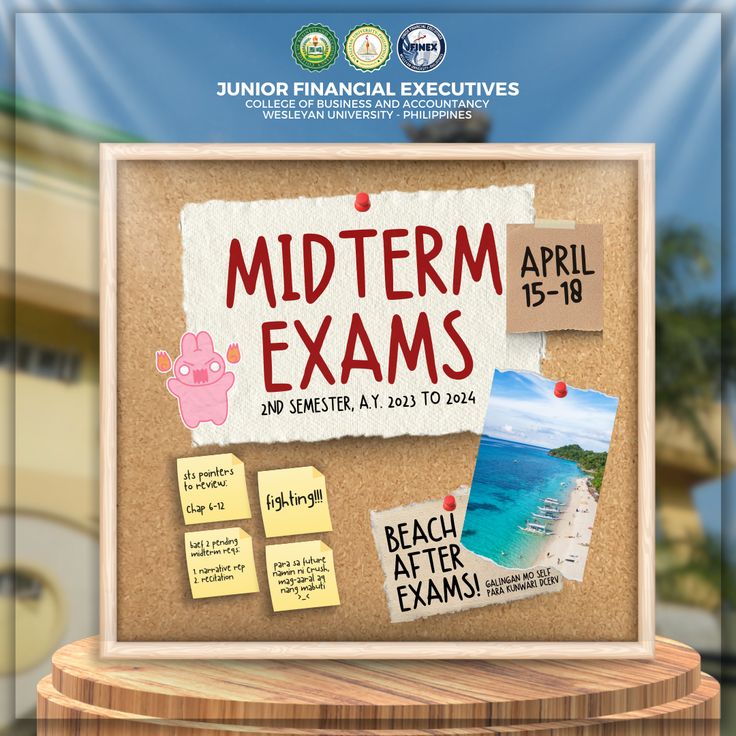 FINEX
JUNIOR FINANCIAL EXECUTIVES
COLLEGE OF BUSINESS AND ACCOUNTANCY
WESLEYAN UNIVERSITY - PHILIPPINES
MIDTERM
EXAMS
2ND SEMESTER, A.Y. 2023 TO 2024
APRIL
15-18
sts pointers
to review:
Chap 6-12
fighting!!!
baef 2 pending
midterm reqs:
1. narrative rep
2. recitation
para sa future
namin ni crush,
mag-aaral aq
nang mabuti
>_<
BEACH
AFTER
EXAMS!
GALINGAN MO SELF
PARA KUNWARI DCERV